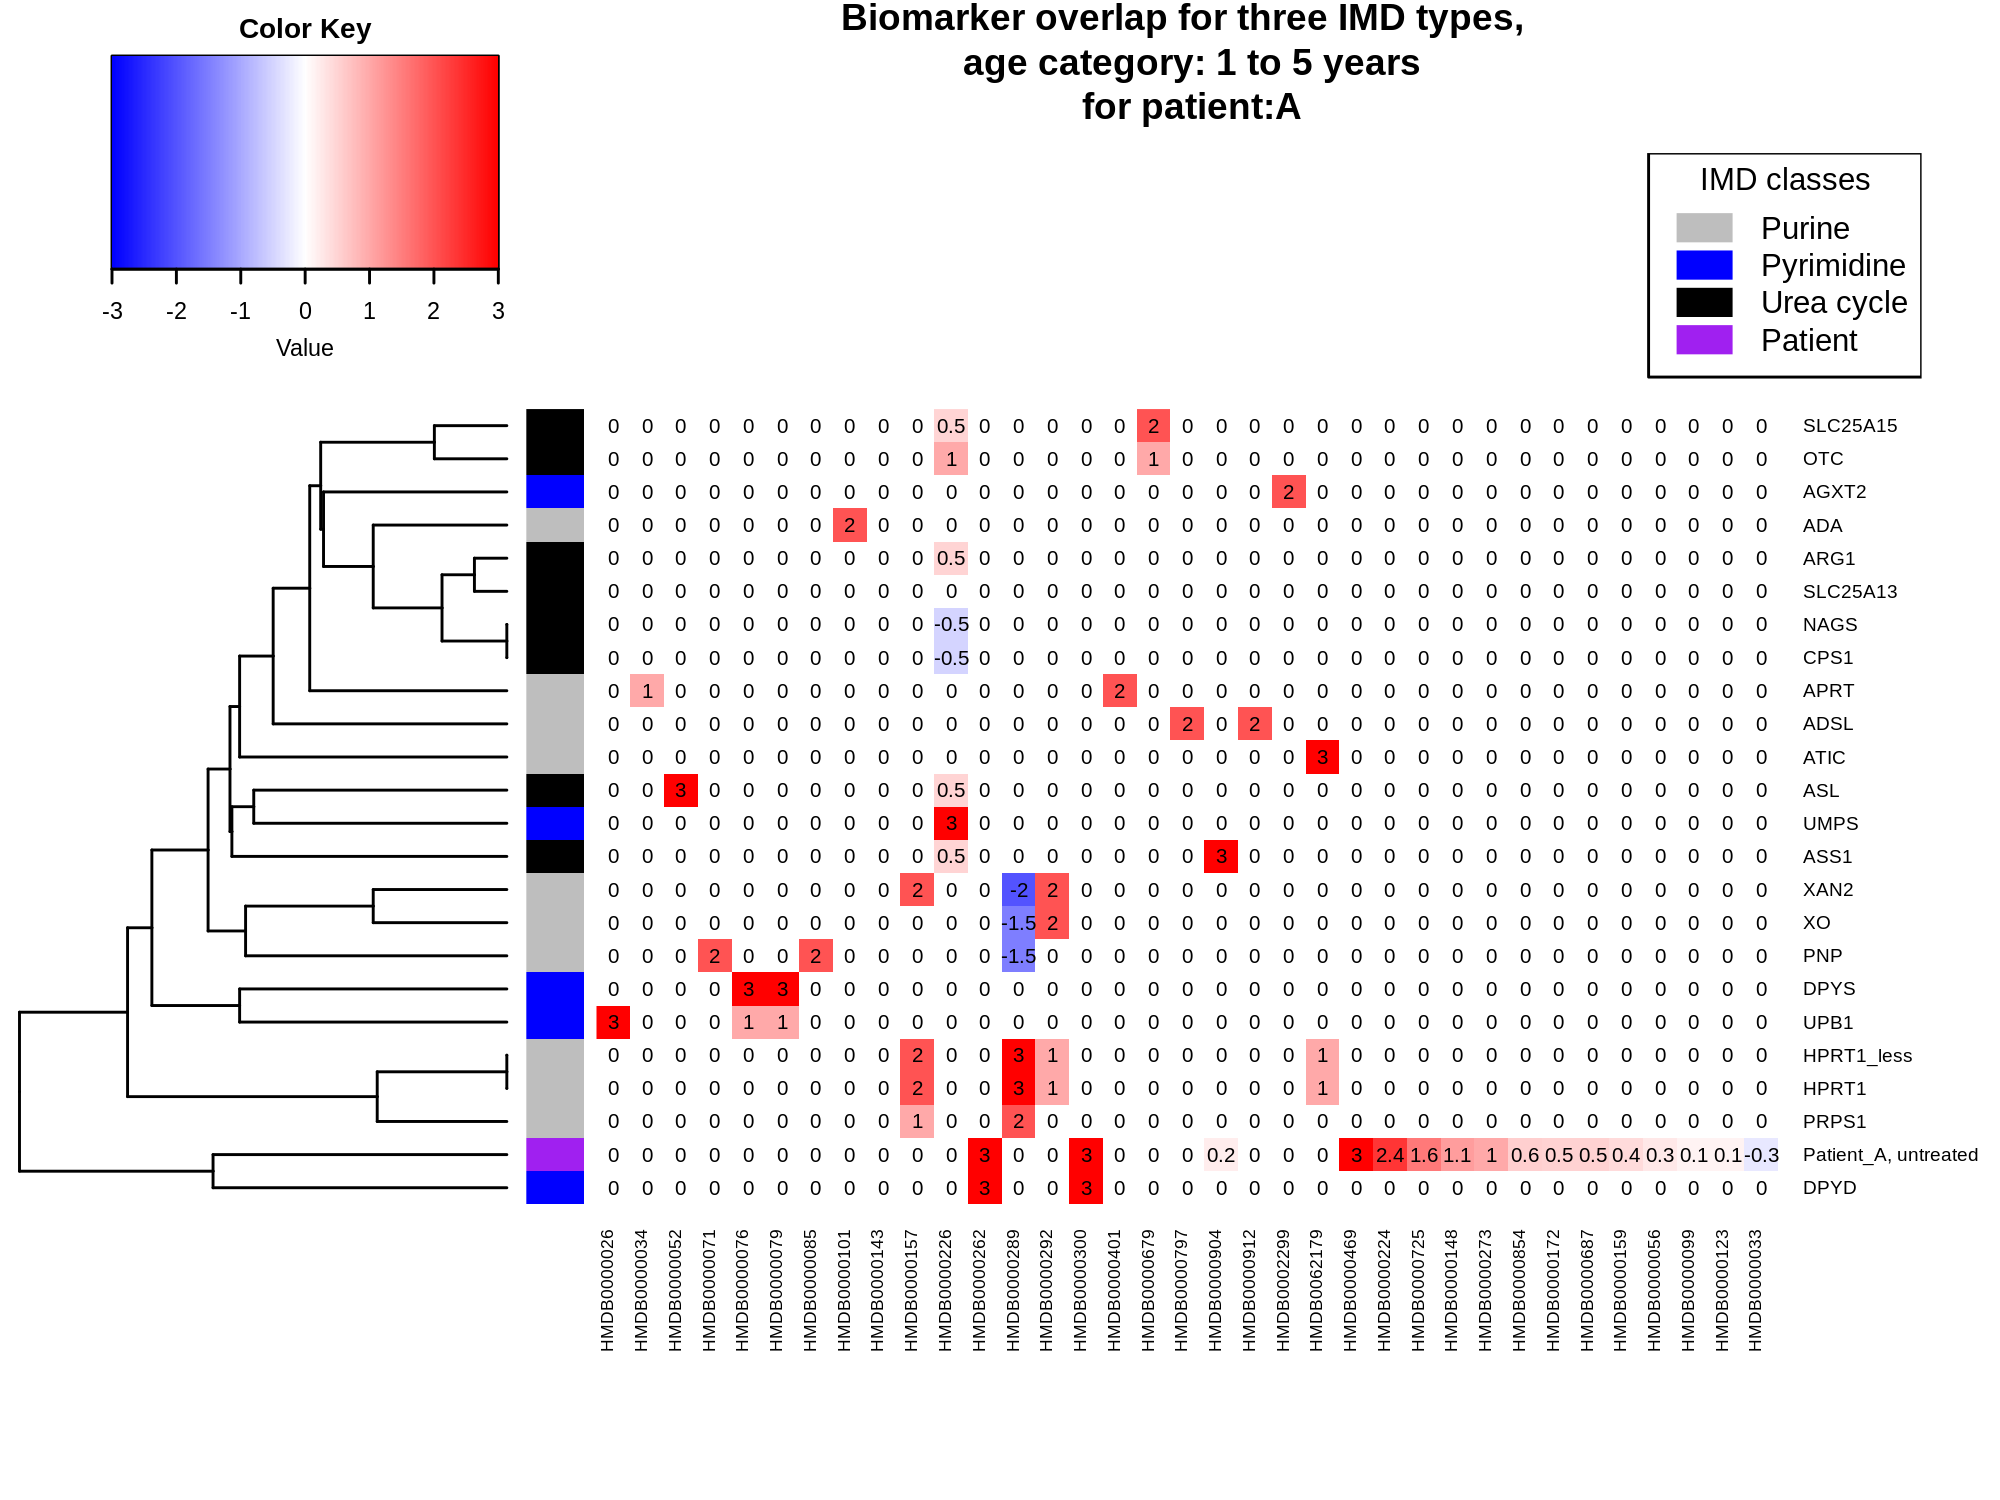 Color Key
-3 -2 -1 0 1 2 3
Value
Biomarker overlap for three IMD types,
age category: 1 to 5 years
for patient:A
IMD classes
Purine
Pyrimidine
Urea cycle
Patient
0 0 0 0 0 0 0 0 0 0 0.5 0 0 0 0 0 2 0 0 0 0 0 0 0 0 0 0 0 0 0 0 0 0 0 0 SLC25A15
0 0 0 0 0 0 0 0 0 0 1 0 0 0 0 0 1 0 0 0 0 0 0 0 0 0 0 0 0 0 0 0 0 0 0 OTC
0 0 0 0 0 0 0 0 0 0 0 0 0 0 0 0 0 0 0 0 2 0 0 0 0 0 0 0 0 0 0 0 0 0 0 AGXT2
0 0 0 0 0 0 0 2 0 0 0 0 0 0 0 0 0 0 0 0 0 0 0 0 0 0 0 0 0 0 0 0 0 0 0 ADA
0 0 0 0 0 0 0 0 0 0 0.5 0 0 0 0 0 0 0 0 0 0 0 0 0 0 0 0 0 0 0 0 0 0 0 0 ARG1
0 0 0 0 0 0 0 0 0 0 0 0 0 0 0 0 0 0 0 0 0 0 0 0 0 0 0 0 0 0 0 0 0 0 0 SLC25A13
0 0 0 0 0 0 0 0 0 0 -0.5 0 0 0 0 0 0 0 0 0 0 0 0 0 0 0 0 0 0 0 0 0 0 0 0 NAGS
0 0 0 0 0 0 0 0 0 0 -0.5 0 0 0 0 0 0 0 0 0 0 0 0 0 0 0 0 0 0 0 0 0 0 0 0 CPS1
0 1 0 0 0 0 0 0 0 0 0 0 0 0 0 2 0 0 0 0 0 0 0 0 0 0 0 0 0 0 0 0 0 0 0 APRT
0 0 0 0 0 0 0 0 0 0 0 0 0 0 0 0 0 2 0 2 0 0 0 0 0 0 0 0 0 0 0 0 0 0 0 ADSL
0 0 0 0 0 0 0 0 0 0 0 0 0 0 0 0 0 0 0 0 0 3 0 0 0 0 0 0 0 0 0 0 0 0 0 ATIC
0 0 3 0 0 0 0 0 0 0 0.5 0 0 0 0 0 0 0 0 0 0 0 0 0 0 0 0 0 0 0 0 0 0 0 0 ASL
0 0 0 0 0 0 0 0 0 0 3 0 0 0 0 0 0 0 0 0 0 0 0 0 0 0 0 0 0 0 0 0 0 0 0 UMPS
0 0 0 0 0 0 0 0 0 0 0.5 0 0 0 0 0 0 0 3 0 0 0 0 0 0 0 0 0 0 0 0 0 0 0 0 ASS1
0 0 0 0 0 0 0 0 0 2 0 0 -2 2 0 0 0 0 0 0 0 0 0 0 0 0 0 0 0 0 0 0 0 0 0 XAN2
0 0 0 0 0 0 0 0 0 0 0 0 -1.5 2 0 0 0 0 0 0 0 0 0 0 0 0 0 0 0 0 0 0 0 0 0 XO
0 0 0 2 0 0 2 0 0 0 0 0 -1.5 0 0 0 0 0 0 0 0 0 0 0 0 0 0 0 0 0 0 0 0 0 0 PNP
0 0 0 0 3 3 0 0 0 0 0 0 0 0 0 0 0 0 0 0 0 0 0 0 0 0 0 0 0 0 0 0 0 0 0 DPYS
3 0 0 0 1 1 0 0 0 0 0 0 0 0 0 0 0 0 0 0 0 0 0 0 0 0 0 0 0 0 0 0 0 0 0 UPB1
0 0 0 0 0 0 0 0 0 2 0 0 3 1 0 0 0 0 0 0 0 1 0 0 0 0 0 0 0 0 0 0 0 0 0 HPRT1_less
0 0 0 0 0 0 0 0 0 2 0 0 3 1 0 0 0 0 0 0 0 1 0 0 0 0 0 0 0 0 0 0 0 0 0 HPRT1
0 0 0 0 0 0 0 0 0 1 0 0 2 0 0 0 0 0 0 0 0 0 0 0 0 0 0 0 0 0 0 0 0 0 0 PRPS1
0 0 0 0 0 0 0 0 0 0 0 3 0 0 3 0 0 0 0.2 0 0 0 3 2.4 1.6 1.1 1 0.6 0.5 0.5 0.4 0.3 0.1 0.1 -0.3 Patient_A, untreated
0 0 0 0 0 0 0 0 0 0 0 3 0 0 3 0 0 0 0 0 0 0 0 0 0 0 0 0 0 0 0 0 0 0 0 DPYD
HMDB0000026
HMDB0000034
HMDB0000052
HMDB0000071
HMDB0000076
HMDB0000079
HMDB0000085
HMDB0000101
HMDB0000143
HMDB0000157
HMDB0000226
HMDB0000262
HMDB0000289
HMDB0000292
HMDB0000300
HMDB0000401
HMDB0000679
HMDB0000797
HMDB0000904
HMDB0000912
HMDB0002299
HMDB0062179
HMDB0000469
HMDB0000224
HMDB0000725
HMDB0000148
HMDB0000273
HMDB0000854
HMDB0000172
HMDB0000687
HMDB0000159
HMDB0000056
HMDB0000099
HMDB0000123
HMDB0000033